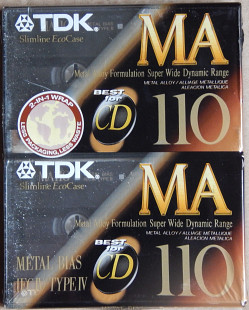 TDK
Slimline EcoCase
MA
Metal Alloy Formulation Super Wide Dynamic Range
METAL ALLOY/ALLIAGE METALLIQUE
ALEACION METALICA
2-IN-1 WRAP
LESS PACKAGING, LESS WASTE
BEST for CD
110
TDK
Slimline EcoCase
MA
Metal Alloy Formulation Super Wide Dynamic Range
METAL ALLOY/ALLIAGE METALLIQUE
ALEACION METALICA
BEST for CD
110
METAL BIAS
IECIV/TYPE IV